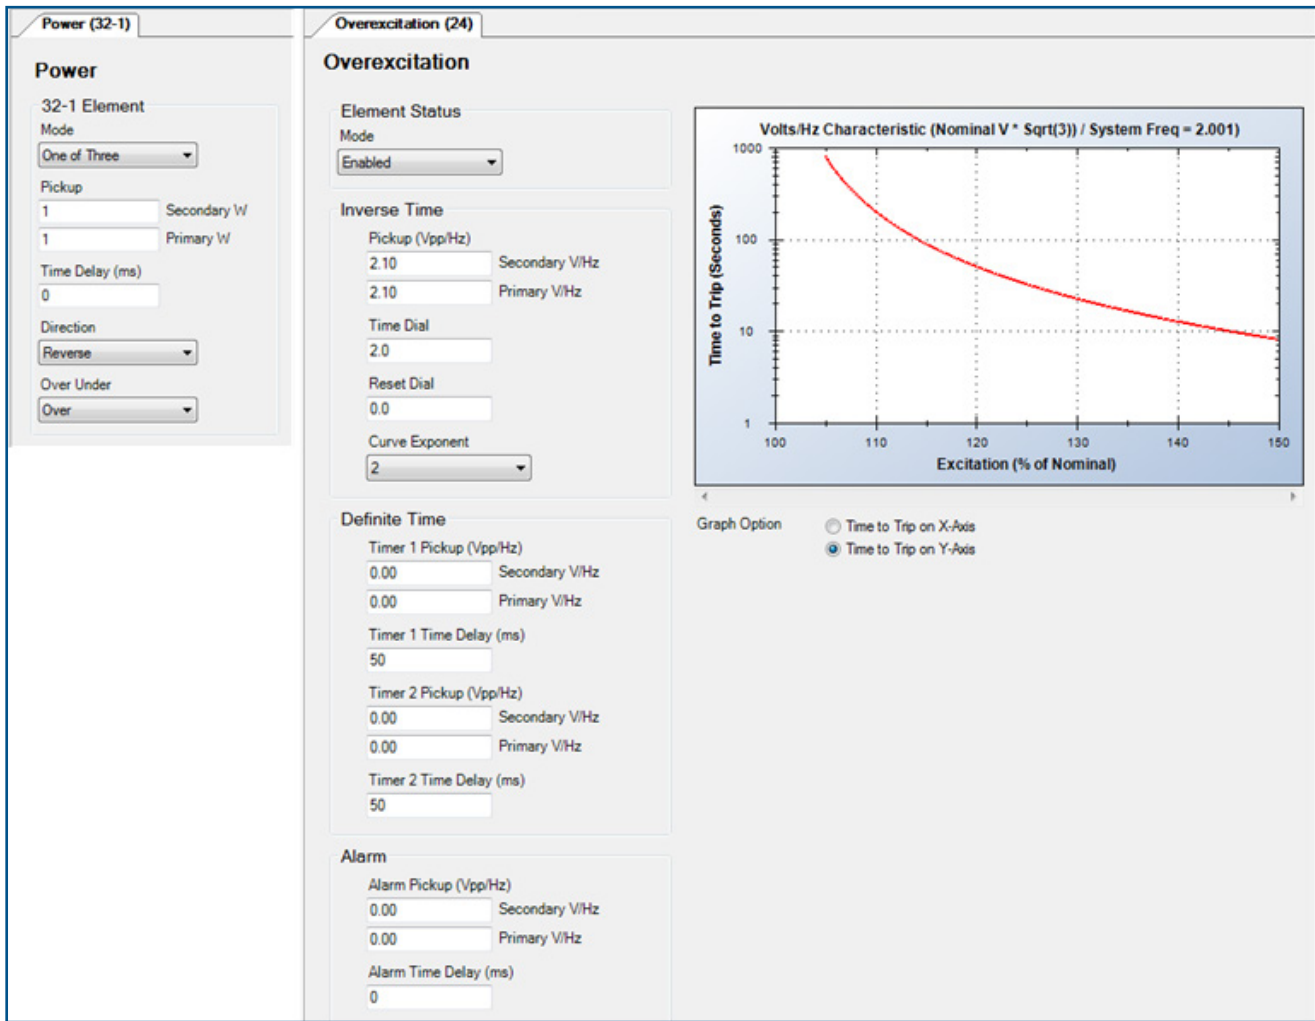 Power (32-1)
Power
32-1 Element
Mode
One of Three
Pickup
1 Secondary W
1 Primary W
Time Delay (ms)
0
Direction
Reverse
Over Under
Over
Overexcitation (24)
Overexcitation
Element Status
Mode
Enabled
Inverse Time
Pickup (Vpp/Hz)
2.10 Secondary V/Hz
2.10 Primary V/Hz
Time Dial
2.0
Reset Dial
0.0
Curve Exponent
2
Definite Time
Timer 1 Pickup (Vpp/Hz)
0.00 Secondary V/Hz
0.00 Primary V/Hz
Timer 1 Time Delay (ms)
50
Timer 2 Pickup (Vpp/Hz)
0.00 Secondary V/Hz
0.00 Primary V/Hz
Timer 2 Time Delay (ms)
50
Alarm
Alarm Pickup (Vpp/Hz)
0.00 Secondary V/Hz
0.00 Primary V/Hz
Alarm Time Delay (ms)
0
Volts/Hz Characteristic (Nominal V * Sqrt(3)) / System Freq = 2.001)
Time to Trip (Seconds)
1000
100
10
1
100 110 120 130 140 150
Excitation (% of Nominal)
Graph Option
Time to Trip on X-Axis
Time to Trip on Y-Axis